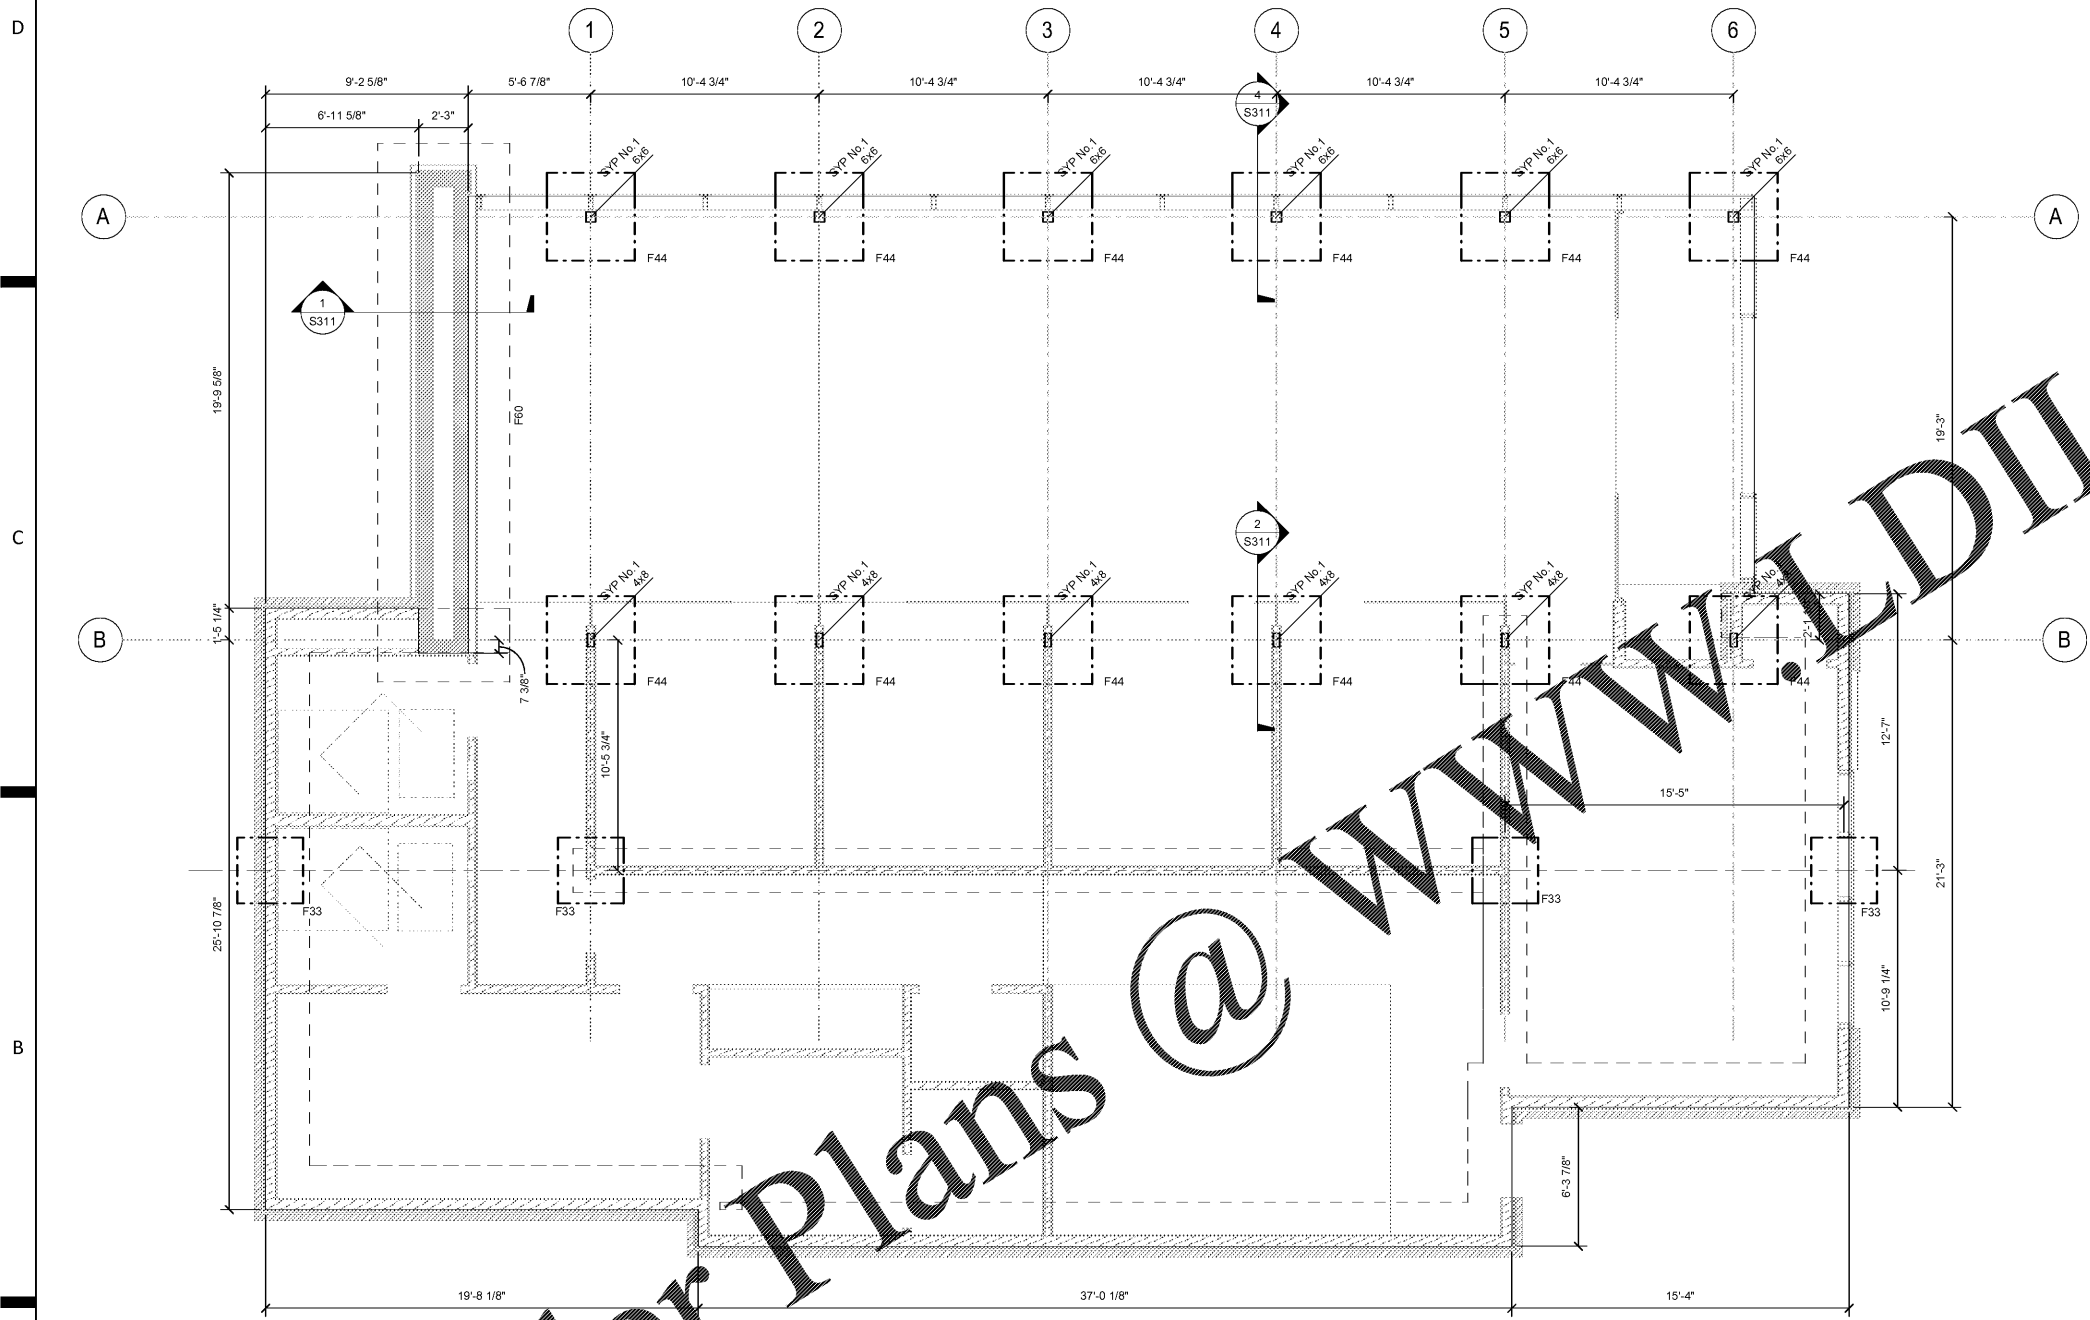 D
1
2
3
4
5
6
9'-2 5/8"
5'-6 7/8"
10'-4 3/4"
10'-4 3/4"
10'-4 3/4"
10'-4 3/4"
10'-4 3/4"
6'-11 5/8"
2'-3"
4
S311
SYP No.1
6x6
SYP No.1
6x6
SYP No.1
6x6
SYP No.1
6x6
SYP No.1
6x6
SYP No.1
6x6
A
A
F44
F44
F44
F44
F44
F44
1
S311
19'-9 5/8"
F60
19'-3"
C
2
S311
SYP No.1
4x8
SYP No.1
4x8
SYP No.1
4x8
SYP No.1
4x8
SYP No.1
4x8
SYP No.
1'-5 1/4"
B
B
7 3/8"
F44
F44
F44
F44
F44
F44
10'-5 3/4"
12'-7"
15'-5"
21'-3"
F33
F33
F33
F33
25'-10 7/8"
10'-9 1/4"
B
6'-3 7/8"
19'-8 1/8"
37'-0 1/8"
15'-4"
Plans @ WWW.LDI